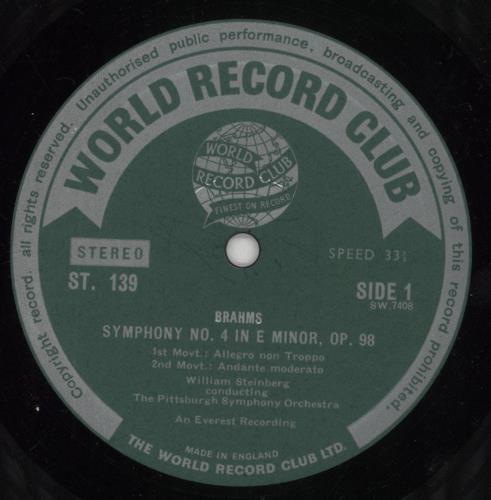 Copyright record. all rights reserved. Unauthorised public performance, broadcasting and copying of this record prohibited.
WORLD RECORD CLUB
WORLD
RECORD CLUB
FINEST ON RECORD
STEREO
SPEED 33⅓
ST. 139
SIDE 1
SW.7408
BRAHMS
SYMPHONY NO. 4 IN E MINOR, OP. 98
1st Movt.: Allegro non Troppo
2nd Movt.: Andante moderato
William Steinberg
conducting
The Pittsburgh Symphony Orchestra
An Everest Recording
MADE IN ENGLAND
THE WORLD RECORD CLUB LTD.